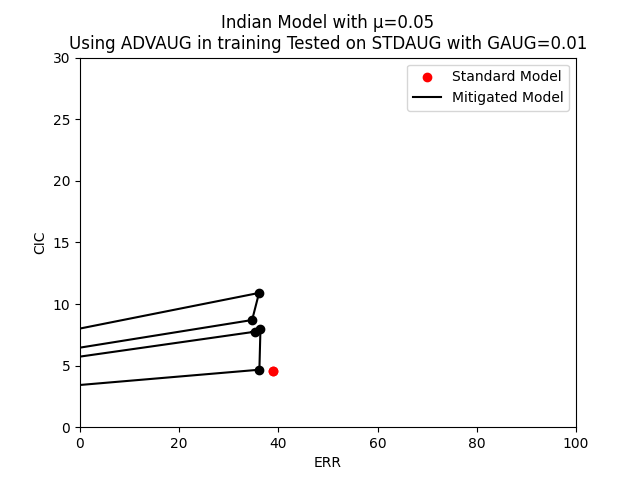 Indian Model with μ=0.05
Using ADVAUG in training Tested on STDAUG with GAUG=0.01
30
25
20
15
10
5
0
CIC
Standard Model
Mitigated Model
0 20 40 60 80 100
ERR